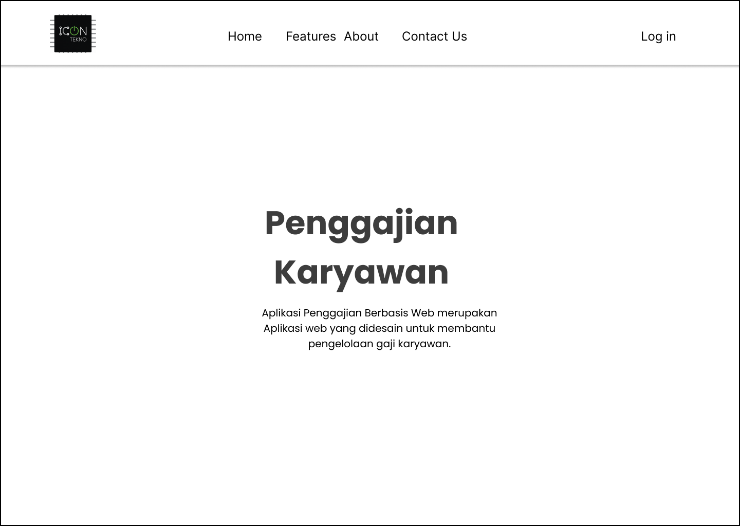 ICON
TEKNO
Home Features About Contact Us Log in
Penggajian
Karyawan
Aplikasi Penggajian Berbasis Web merupakan
Aplikasi web yang didesain untuk membantu
pengelolaan gaji karyawan.